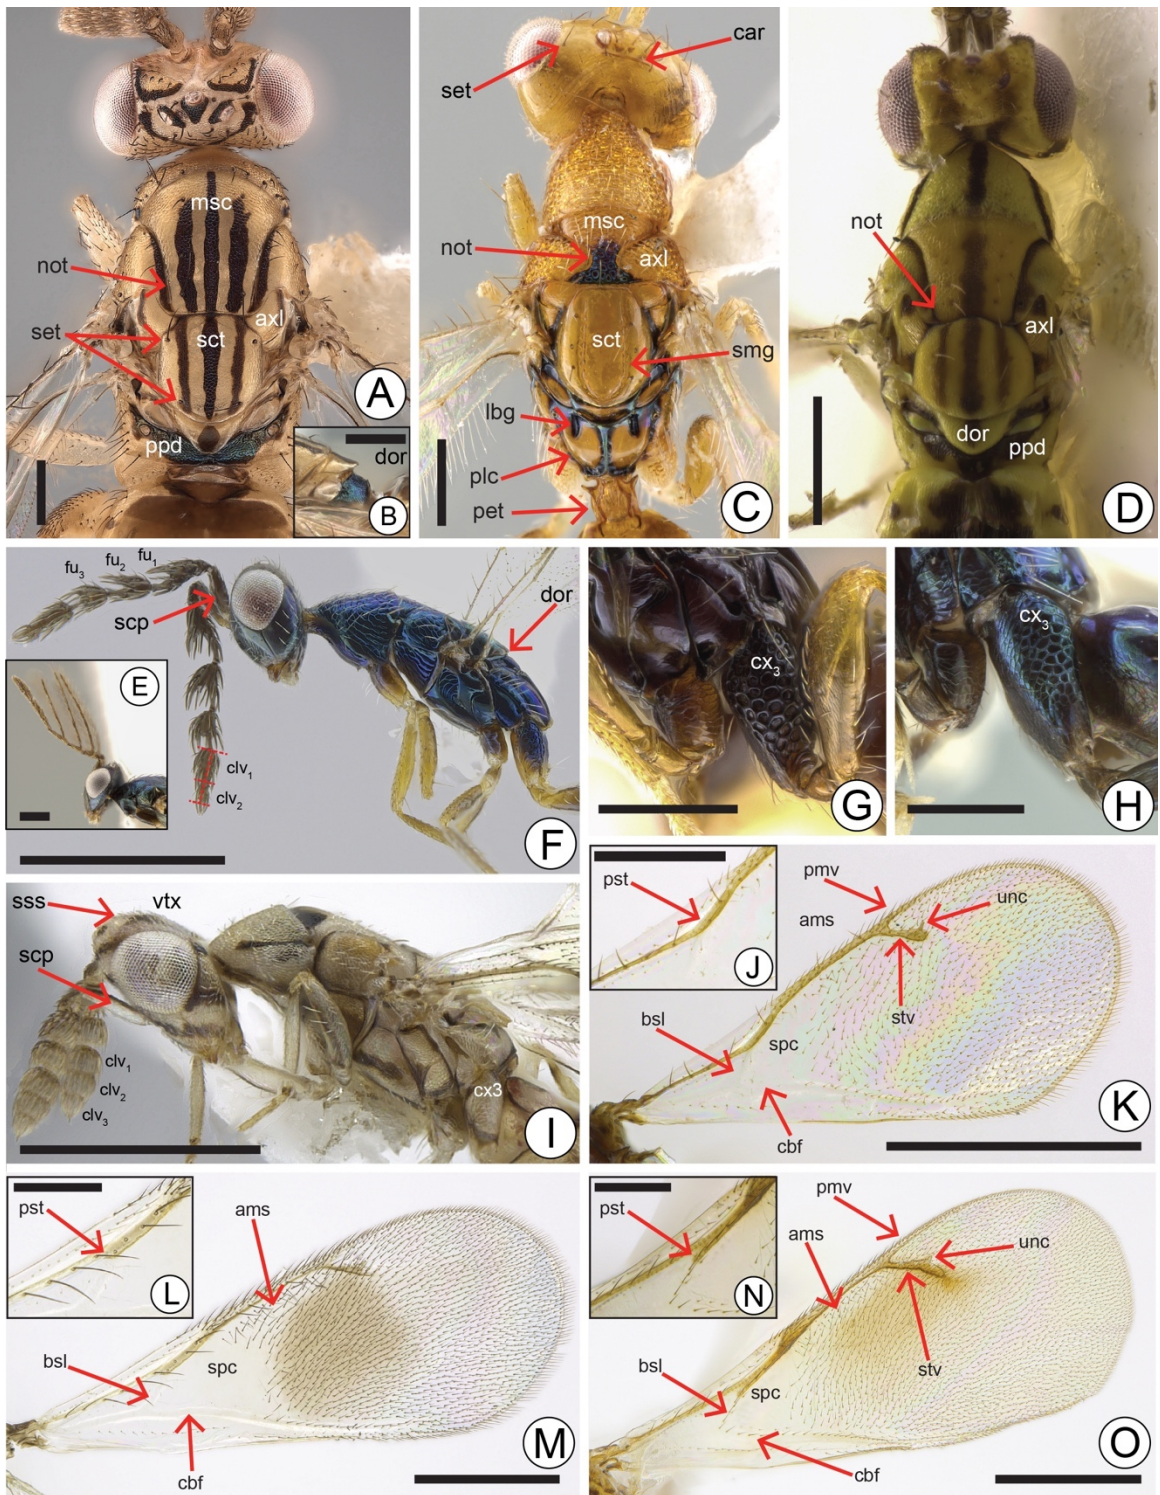 msc
not
set
sct
axl
ppd
A
dor
B
car
set
msc
not
axl
sct
smg
lbg
plc
pet
C
not
axl
dor
ppd
D
fu3 fu2 fu1
scp
dor
E
clv1
clv2
F
cx3
G
cx3
H
sss
vtx
scp
clv1
clv2
clv3
cx3
I
pst
J
pmv
unc
ams
stv
bsl
spc
cbf
K
pst
L
ams
bsl
spc
cbf
M
pst
N
pmv
ams
unc
bsl
spc
stv
cbf
O